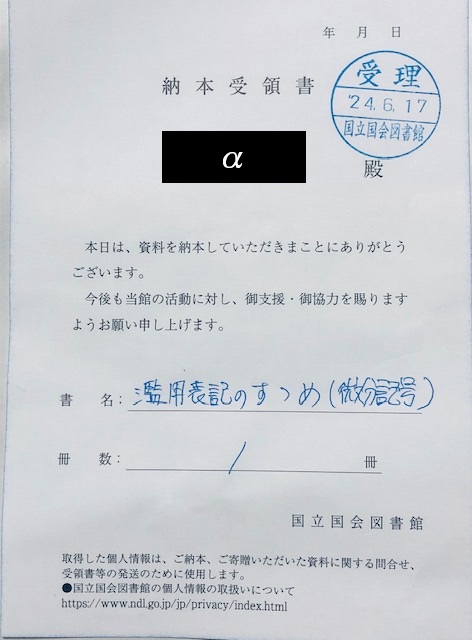 年 月 日
納本受領書
受理
'24.6.17
国立国会図書館
α
殿
本日は、資料を納本していただきまことにありがとう
ございます。
今後も当館の活動に対し、御支援・御協力を賜ります
ようお願い申し上げます。
書 名：濫用表記のすゝめ(微分記号)
冊 数：1 冊
国立国会図書館
取得した個人情報は、ご納本、ご寄贈いただいた資料に関する問合せ、
受領書等の発送のために使用します。
●国立国会図書館の個人情報の取扱いについて
https://www.ndl.go.jp/jp/privacy/index.html